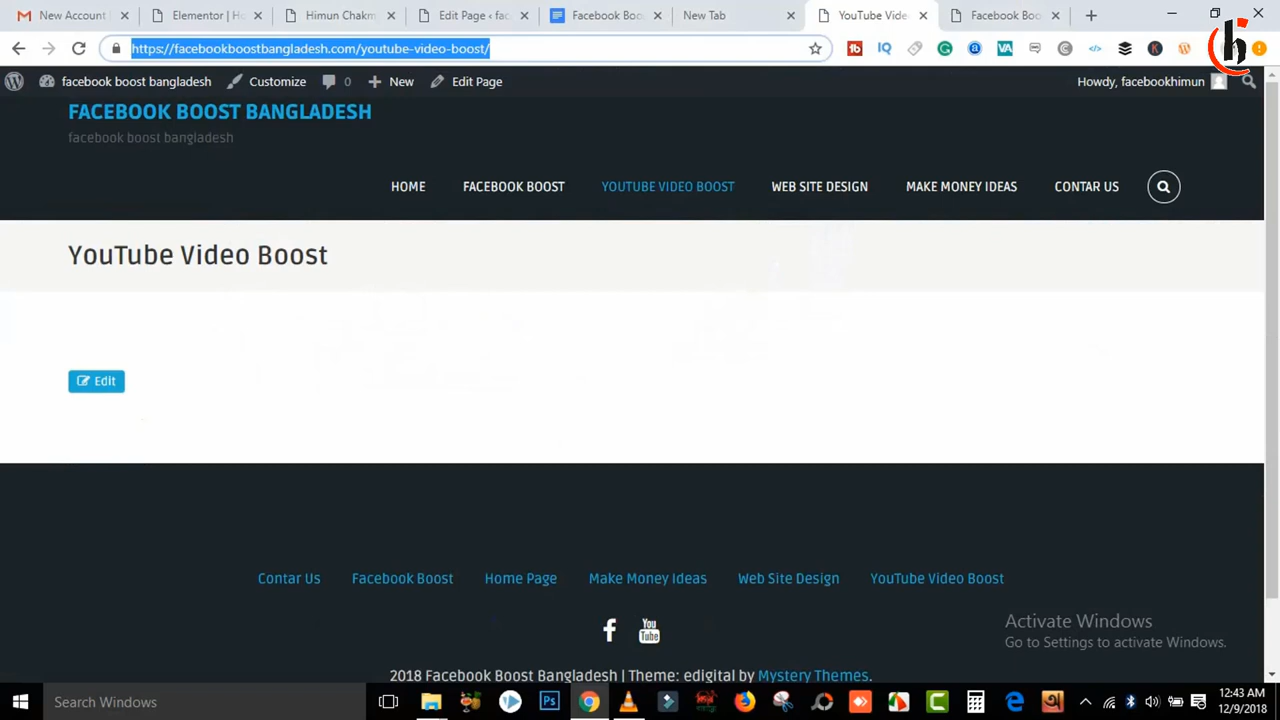 New Account
Elementor | Ho
Himun Chakm
Edit Page ‹ fac
Facebook Boo
New Tab
YouTube Vide
Facebook Boo
https://facebookboostbangladesh.com/youtube-video-boost/
facebook boost bangladesh
Customize
0
New
Edit Page
Howdy, facebookhimun
FACEBOOK BOOST BANGLADESH
facebook boost bangladesh
HOME
FACEBOOK BOOST
YOUTUBE VIDEO BOOST
WEB SITE DESIGN
MAKE MONEY IDEAS
CONTAR US
YouTube Video Boost
Edit
Contar Us
Facebook Boost
Home Page
Make Money Ideas
Web Site Design
YouTube Video Boost
You
Tube
Activate Windows
Go to Settings to activate Windows.
2018 Facebook Boost Bangladesh | Theme: edigital by Mystery Themes.
Search Windows
Ps
12:43 AM
12/9/2018